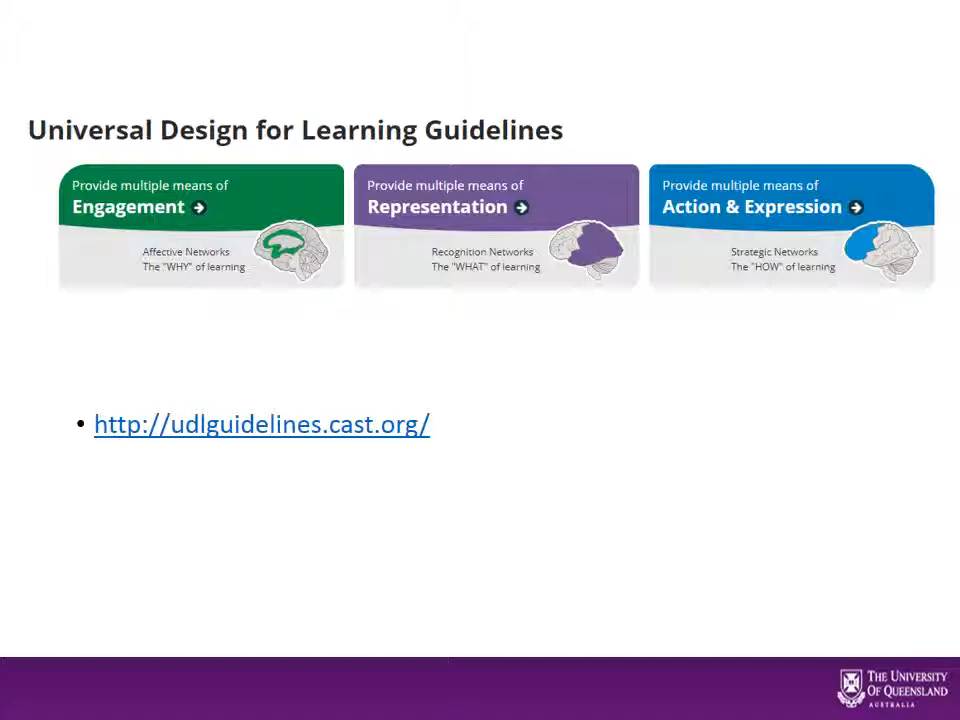 Universal Design for Learning Guidelines
Provide multiple means of
Engagement
Affective Networks
The "WHY" of learning
Provide multiple means of
Representation
Recognition Networks
The "WHAT" of learning
Provide multiple means of
Action & Expression
Strategic Networks
The "HOW" of learning
• http://udlguidelines.cast.org/
THE UNIVERSITY
OF QUEENSLAND
AUSTRALIA